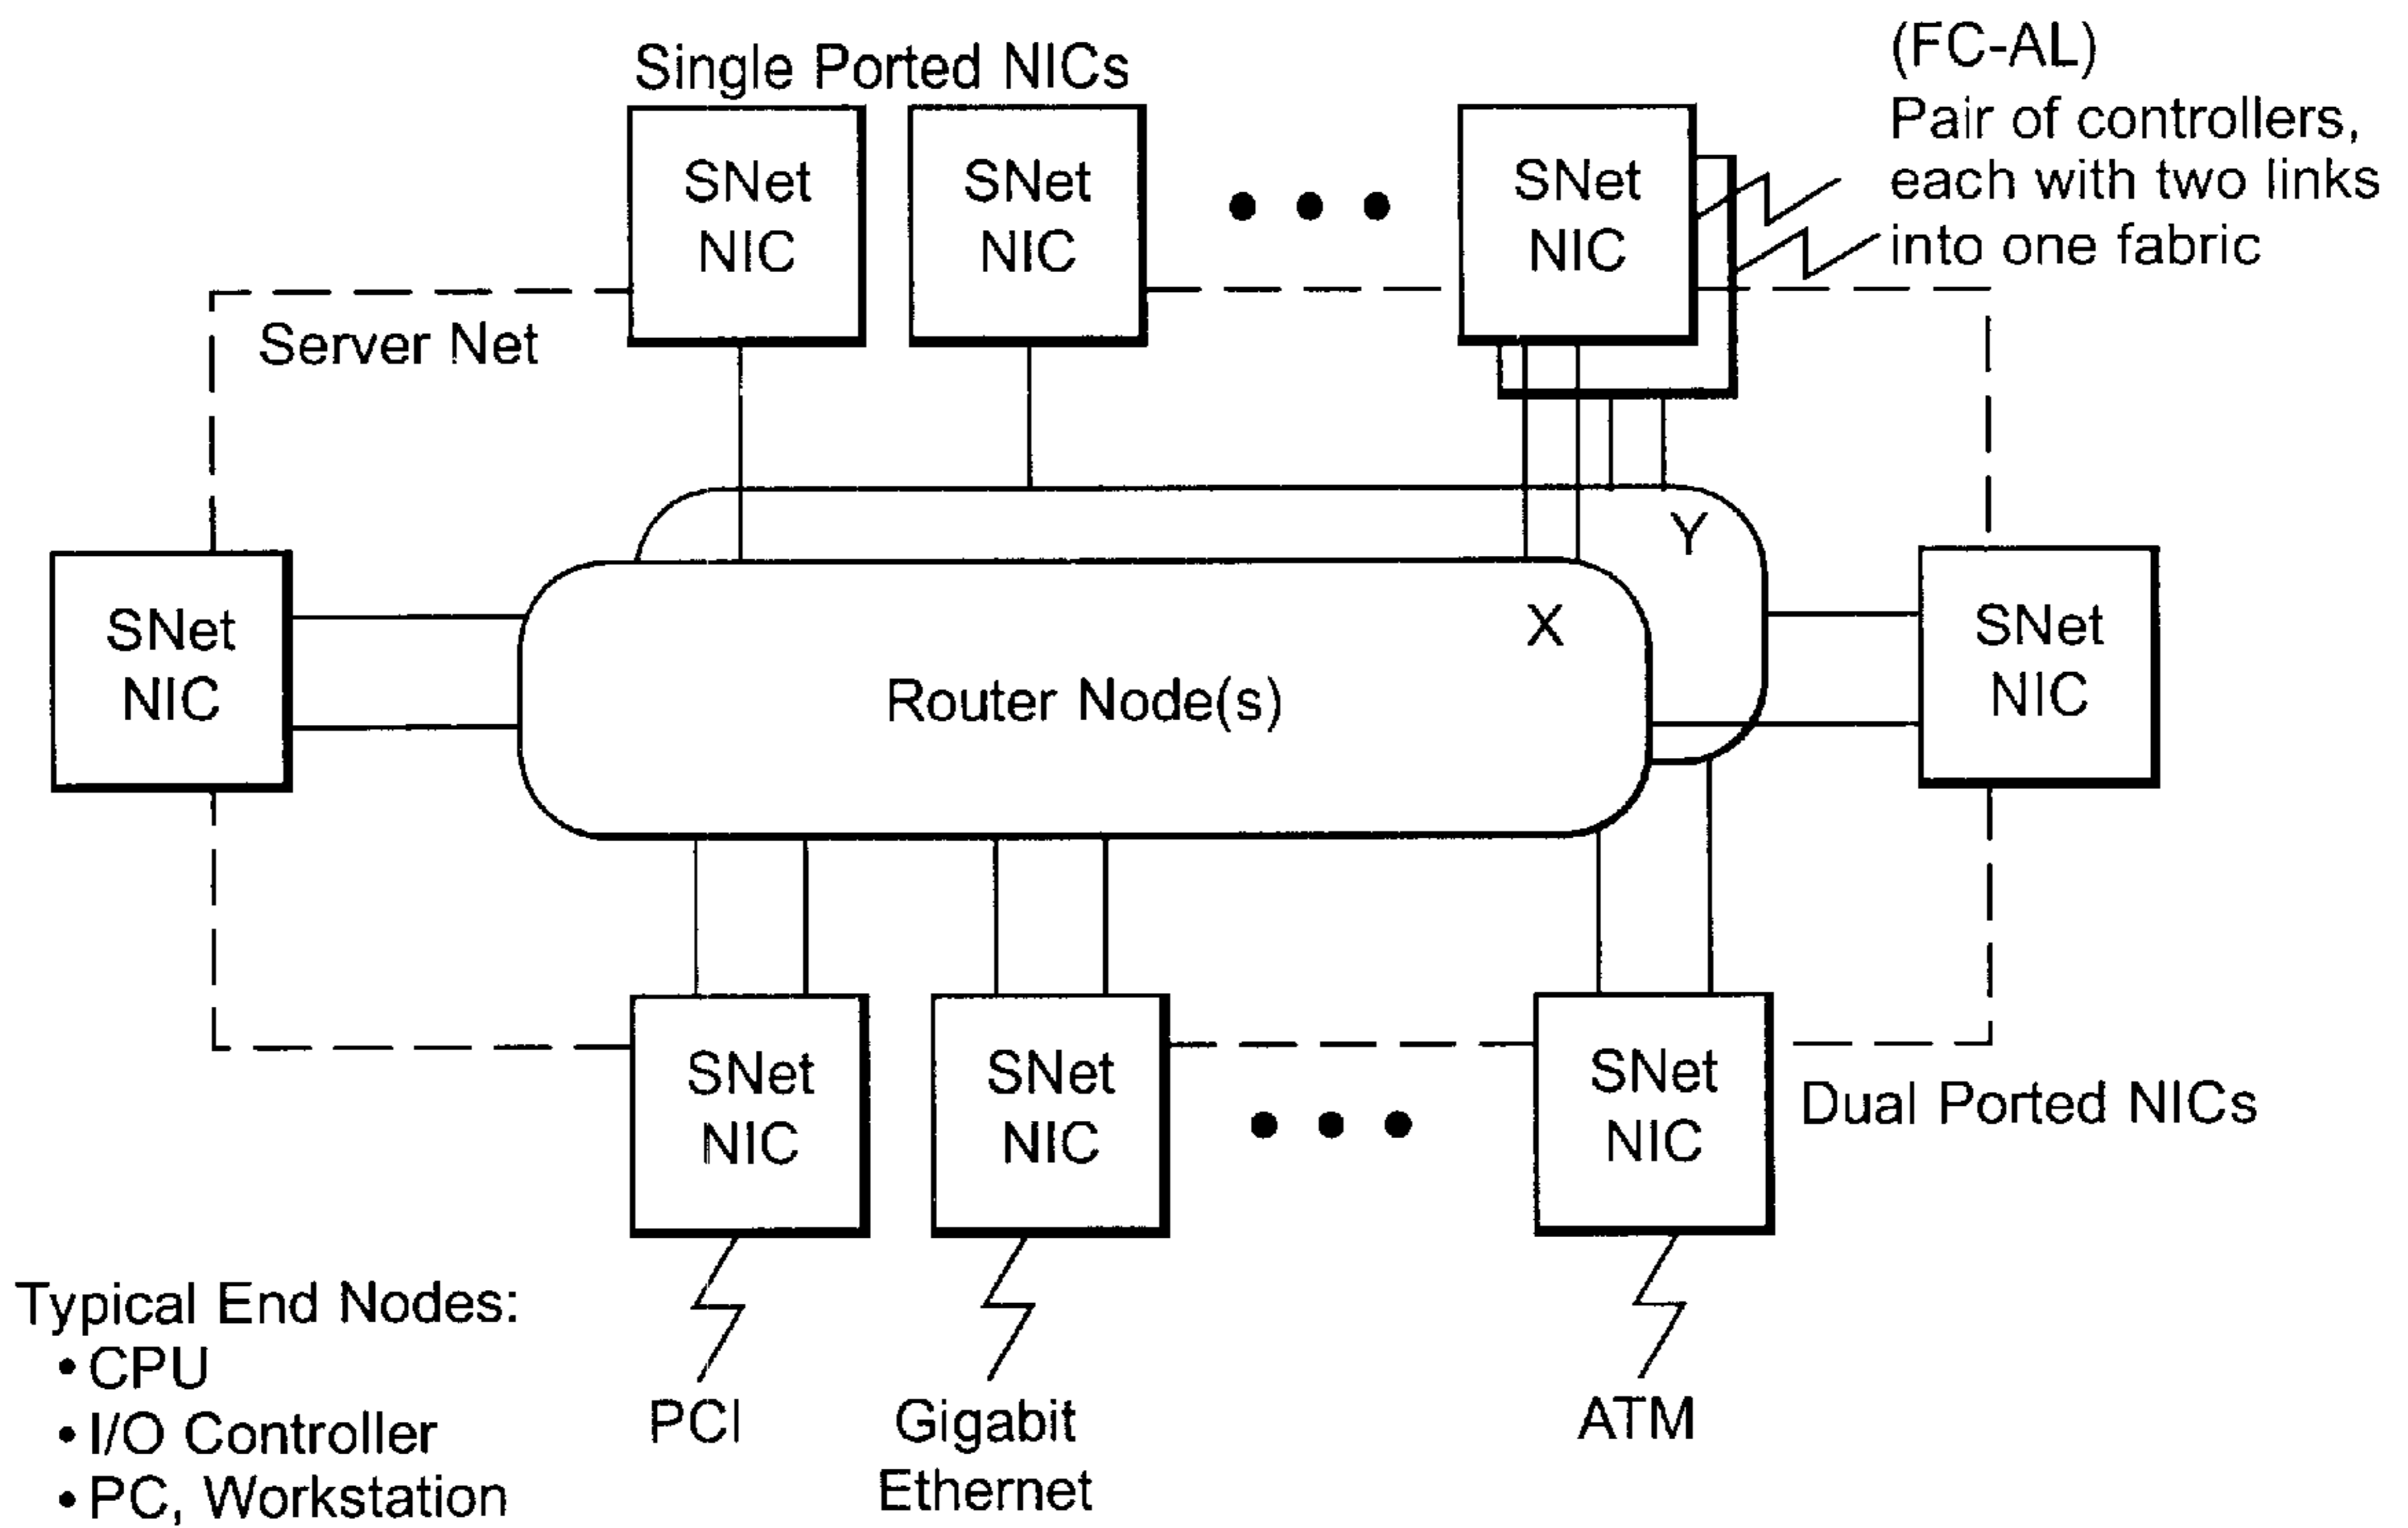 (FC-AL)
Pair of controllers,
each with two links
into one fabric
Single Ported NICs
SNet
NIC
SNet
NIC
SNet
NIC
Server Net
Y
X
SNet
NIC
Router Node(s)
SNet
NIC
SNet
NIC
SNet
NIC
SNet
NIC
Dual Ported NICs
Typical End Nodes:
• CPU
• I/O Controller
• PC, Workstation
PCI
Gigabit
Ethernet
ATM